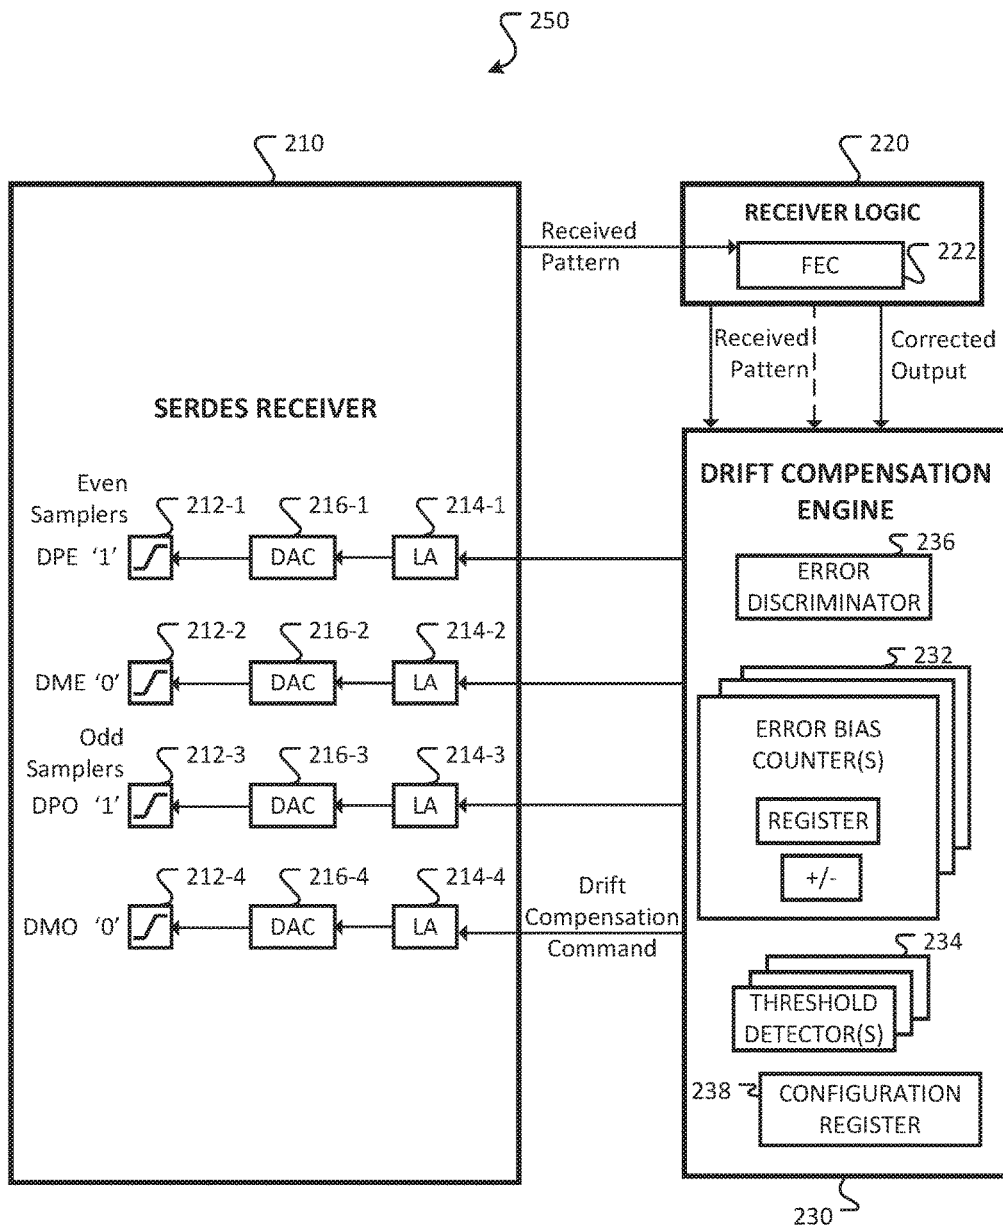 250
210
220
RECEIVER LOGIC
FEC
222
Received
Pattern
Received
Pattern
Corrected
Output
SERDES RECEIVER
DRIFT COMPENSATION
ENGINE
236
ERROR
DISCRIMINATOR
Even
Samplers
212-1
216-1
214-1
DPE '1'
DAC
LA
212-2
216-2
214-2
DME '0'
DAC
LA
232
ERROR BIAS
COUNTER(S)
REGISTER
+/-
Odd
Samplers
212-3
216-3
214-3
DPO '1'
DAC
LA
212-4
216-4
214-4
DMO '0'
DAC
LA
Drift
Compensation
Command
234
THRESHOLD
DETECTOR(S)
238
CONFIGURATION
REGISTER
230